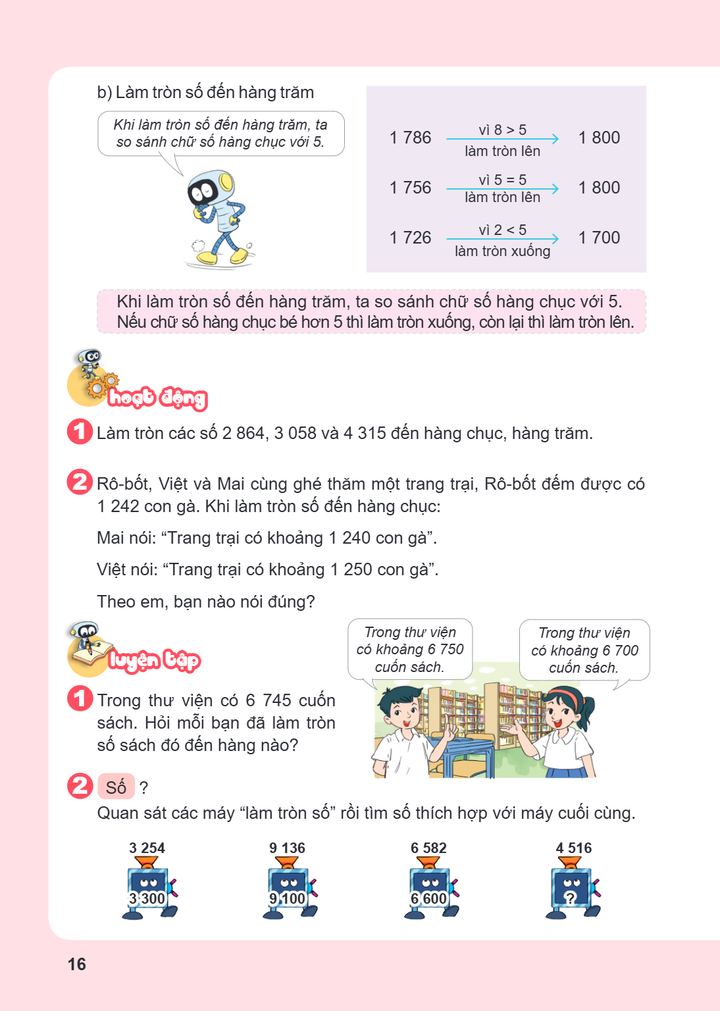 b) Làm tròn số đến hàng trăm
Khi làm tròn số đến hàng trăm, ta
so sánh chữ số hàng chục với 5.
1 786 vì 8 > 5 1 800
làm tròn lên
1 756 vì 5 = 5 1 800
làm tròn lên
1 726 vì 2 < 5 1 700
làm tròn xuống
Khi làm tròn số đến hàng trăm, ta so sánh chữ số hàng chục với 5.
Nếu chữ số hàng chục bé hơn 5 thì làm tròn xuống, còn lại thì làm tròn lên.
hoạt động
1 Làm tròn các số 2 864, 3 058 và 4 315 đến hàng chục, hàng trăm.
2 Rô-bốt, Việt và Mai cùng ghé thăm một trang trại, Rô-bốt đếm được có
1 242 con gà. Khi làm tròn số đến hàng chục:
Mai nói: “Trang trại có khoảng 1 240 con gà”.
Việt nói: “Trang trại có khoảng 1 250 con gà”.
Theo em, bạn nào nói đúng?
luyện tập
1 Trong thư viện có 6 745 cuốn
sách. Hỏi mỗi bạn đã làm tròn
số sách đó đến hàng nào?
Trong thư viện
có khoảng 6 750
cuốn sách.
Trong thư viện
có khoảng 6 700
cuốn sách.
2 Số ?
Quan sát các máy “làm tròn số” rồi tìm số thích hợp với máy cuối cùng.
3 254 9 136 6 582 4 516
3 300 9 100 6 600 ?
16